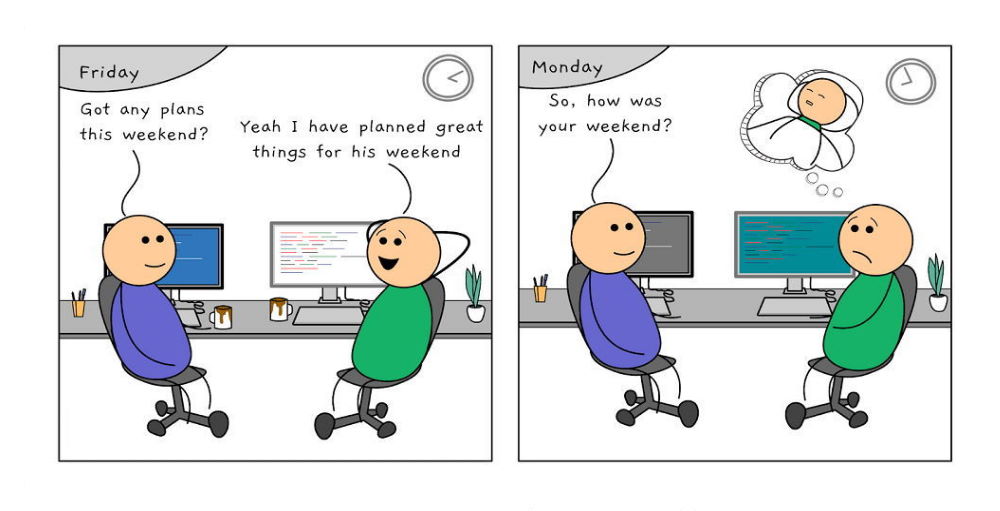 Friday
Got any plans
this weekend?
Yeah I have planned great
things for his weekend
Monday
So, how was
your weekend?